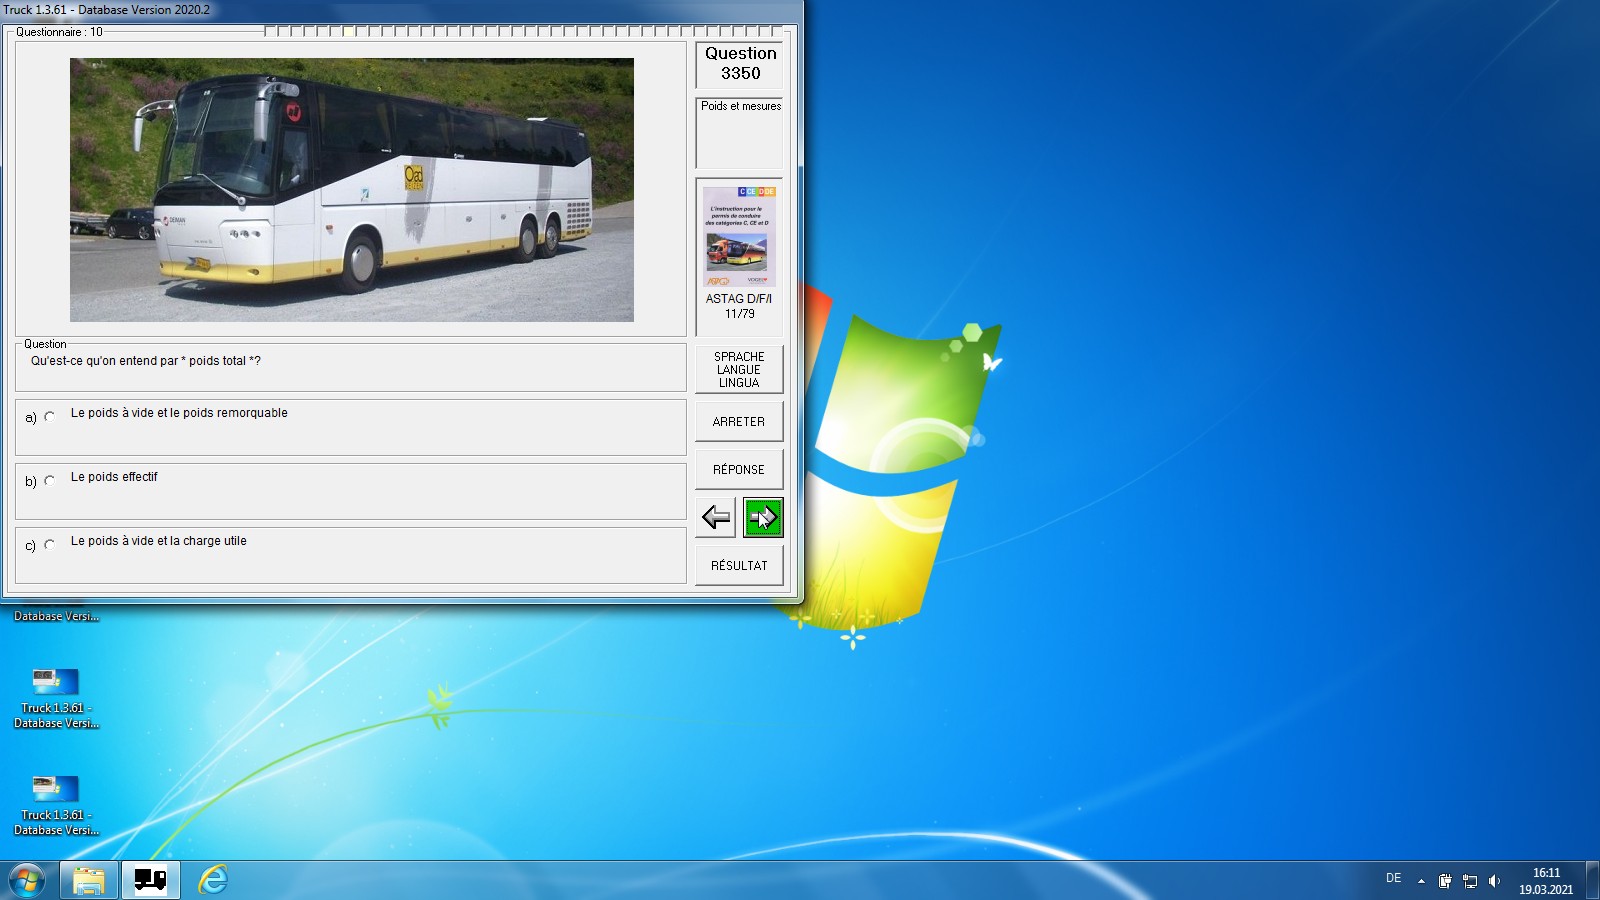 Truck 1.3.61 - Database Version 2020.2
Questionnaire : 10
Question
3350
Poids et mesures
Oad
REIZEN
C CE D DE
L'instruction pour le
permis de conduire
des catégories C, CE et D
ASTAG D/F/I
11/79
Question
Qu'est-ce qu'on entend par * poids total *?
SPRACHE
LANGUE
LINGUA
a) Le poids à vide et le poids remorquable
ARRETER
b) Le poids effectif
RÉPONSE
c) Le poids à vide et la charge utile
RÉSULTAT
Database Versi...
Truck 1.3.61 -
Database Versi...
Truck 1.3.61 -
Database Versi...
DE
16:11
19.03.2021